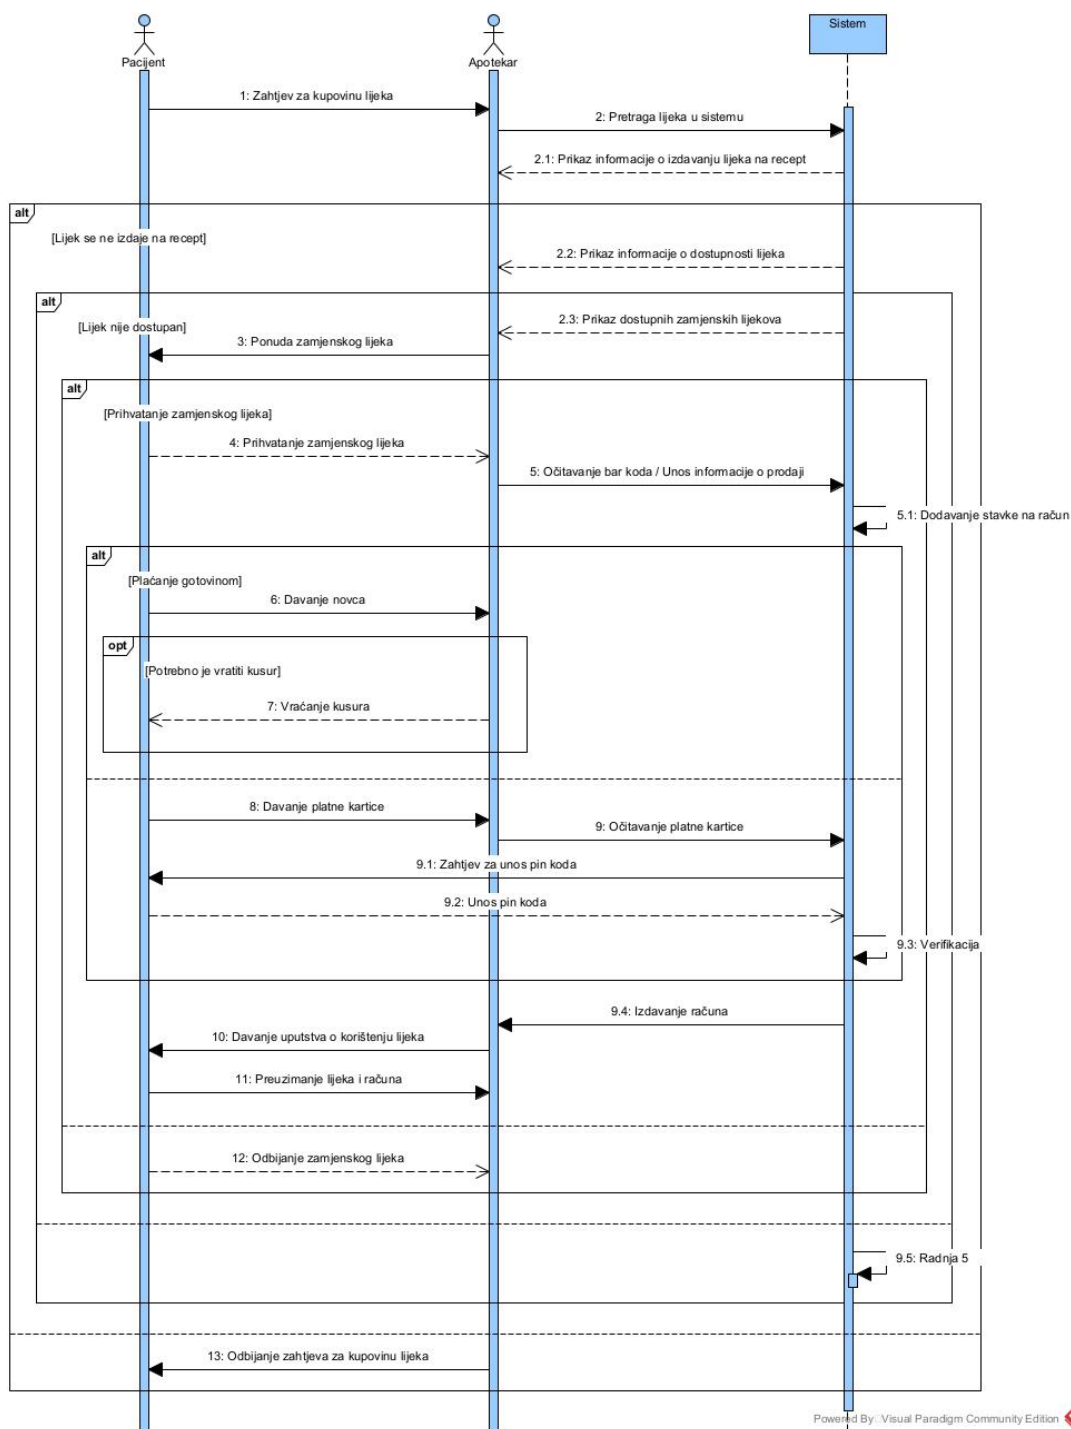 Pacijent
Apotekar
Sistem
1: Zahtjev za kupovinu lijeka
2: Pretraga lijeka u sistemu
2.1: Prikaz informacije o izdavanju lijeka na recept
alt
[Lijek se ne izdaje na recept]
2.2: Prikaz informacije o dostupnosti lijeka
alt
[Lijek nije dostupan]
2.3: Prikaz dostupnih zamjenskih lijekova
3: Ponuda zamjenskog lijeka
alt
[Prihvatanje zamjenskog lijeka]
4: Prihvatanje zamjenskog lijeka
5: Očitavanje bar koda / Unos informacije o prodaji
5.1: Dodavanje stavke na račun
alt
[Plaćanje gotovinom]
6: Davanje novca
opt
[Potrebno je vratiti kusur]
7: Vraćanje kusura
8: Davanje platne kartice
9: Očitavanje platne kartice
9.1: Zahtjev za unos pin koda
9.2: Unos pin koda
9.3: Verifikacija
9.4: Izdavanje računa
10: Davanje uputstva o korištenju lijeka
11: Preuzimanje lijeka i računa
12: Odbijanje zamjenskog lijeka
9.5: Radnja 5
13: Odbijanje zahtjeva za kupovinu lijeka
Powered By: Visual Paradigm Community Edition